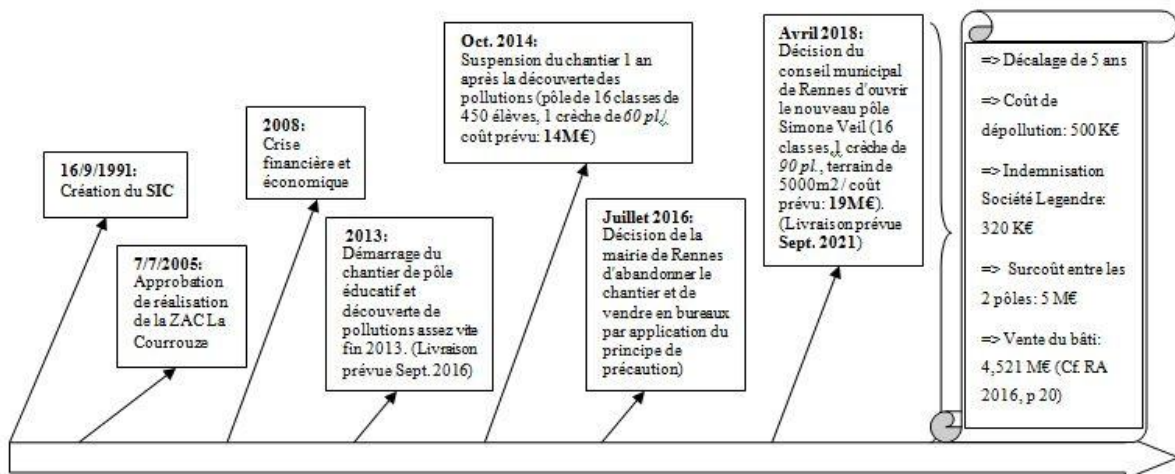 16/9/1991:
Création du SIC
7/7/2005:
Approbation
de réalisation
de la ZAC La
Courrouze
2008:
Crise
financière et
économique
2013:
Démarrage du
chantier de pôle
éducatif et
découverte de
pollutions assez vite
fin 2013. (Livraison
prévue Sept. 2016)
Oct. 2014:
Suspension du chantier 1 an
après la découverte des
pollutions (pôle de 16 classes de
450 élèves, 1 crèche de 60 pl./
coût prévu: 14M€)
Juillet 2016:
Décision de la
mairie de Rennes
d'abandonner le
chantier et de
vendre en bureaux
par application du
principe de
précaution)
Avril 2018:
Décision du
conseil municipal
de Rennes d'ouvrir
le nouveau pôle
Simone Veil (16
classes, 1 crèche de
90 pl., terrain de
5000m2 / coût
prévu: 19M€).
(Livraison prévue
Sept. 2021)
=> Décalage de 5 ans
=> Coût de
dépollution: 500 K€
=> Indemnisation
Société Legendre:
320 K€
=> Surcoût entre les
2 pôles: 5 M€
=> Vente du bâti:
4,521 M€ (Cf. RA
2016, p 20)